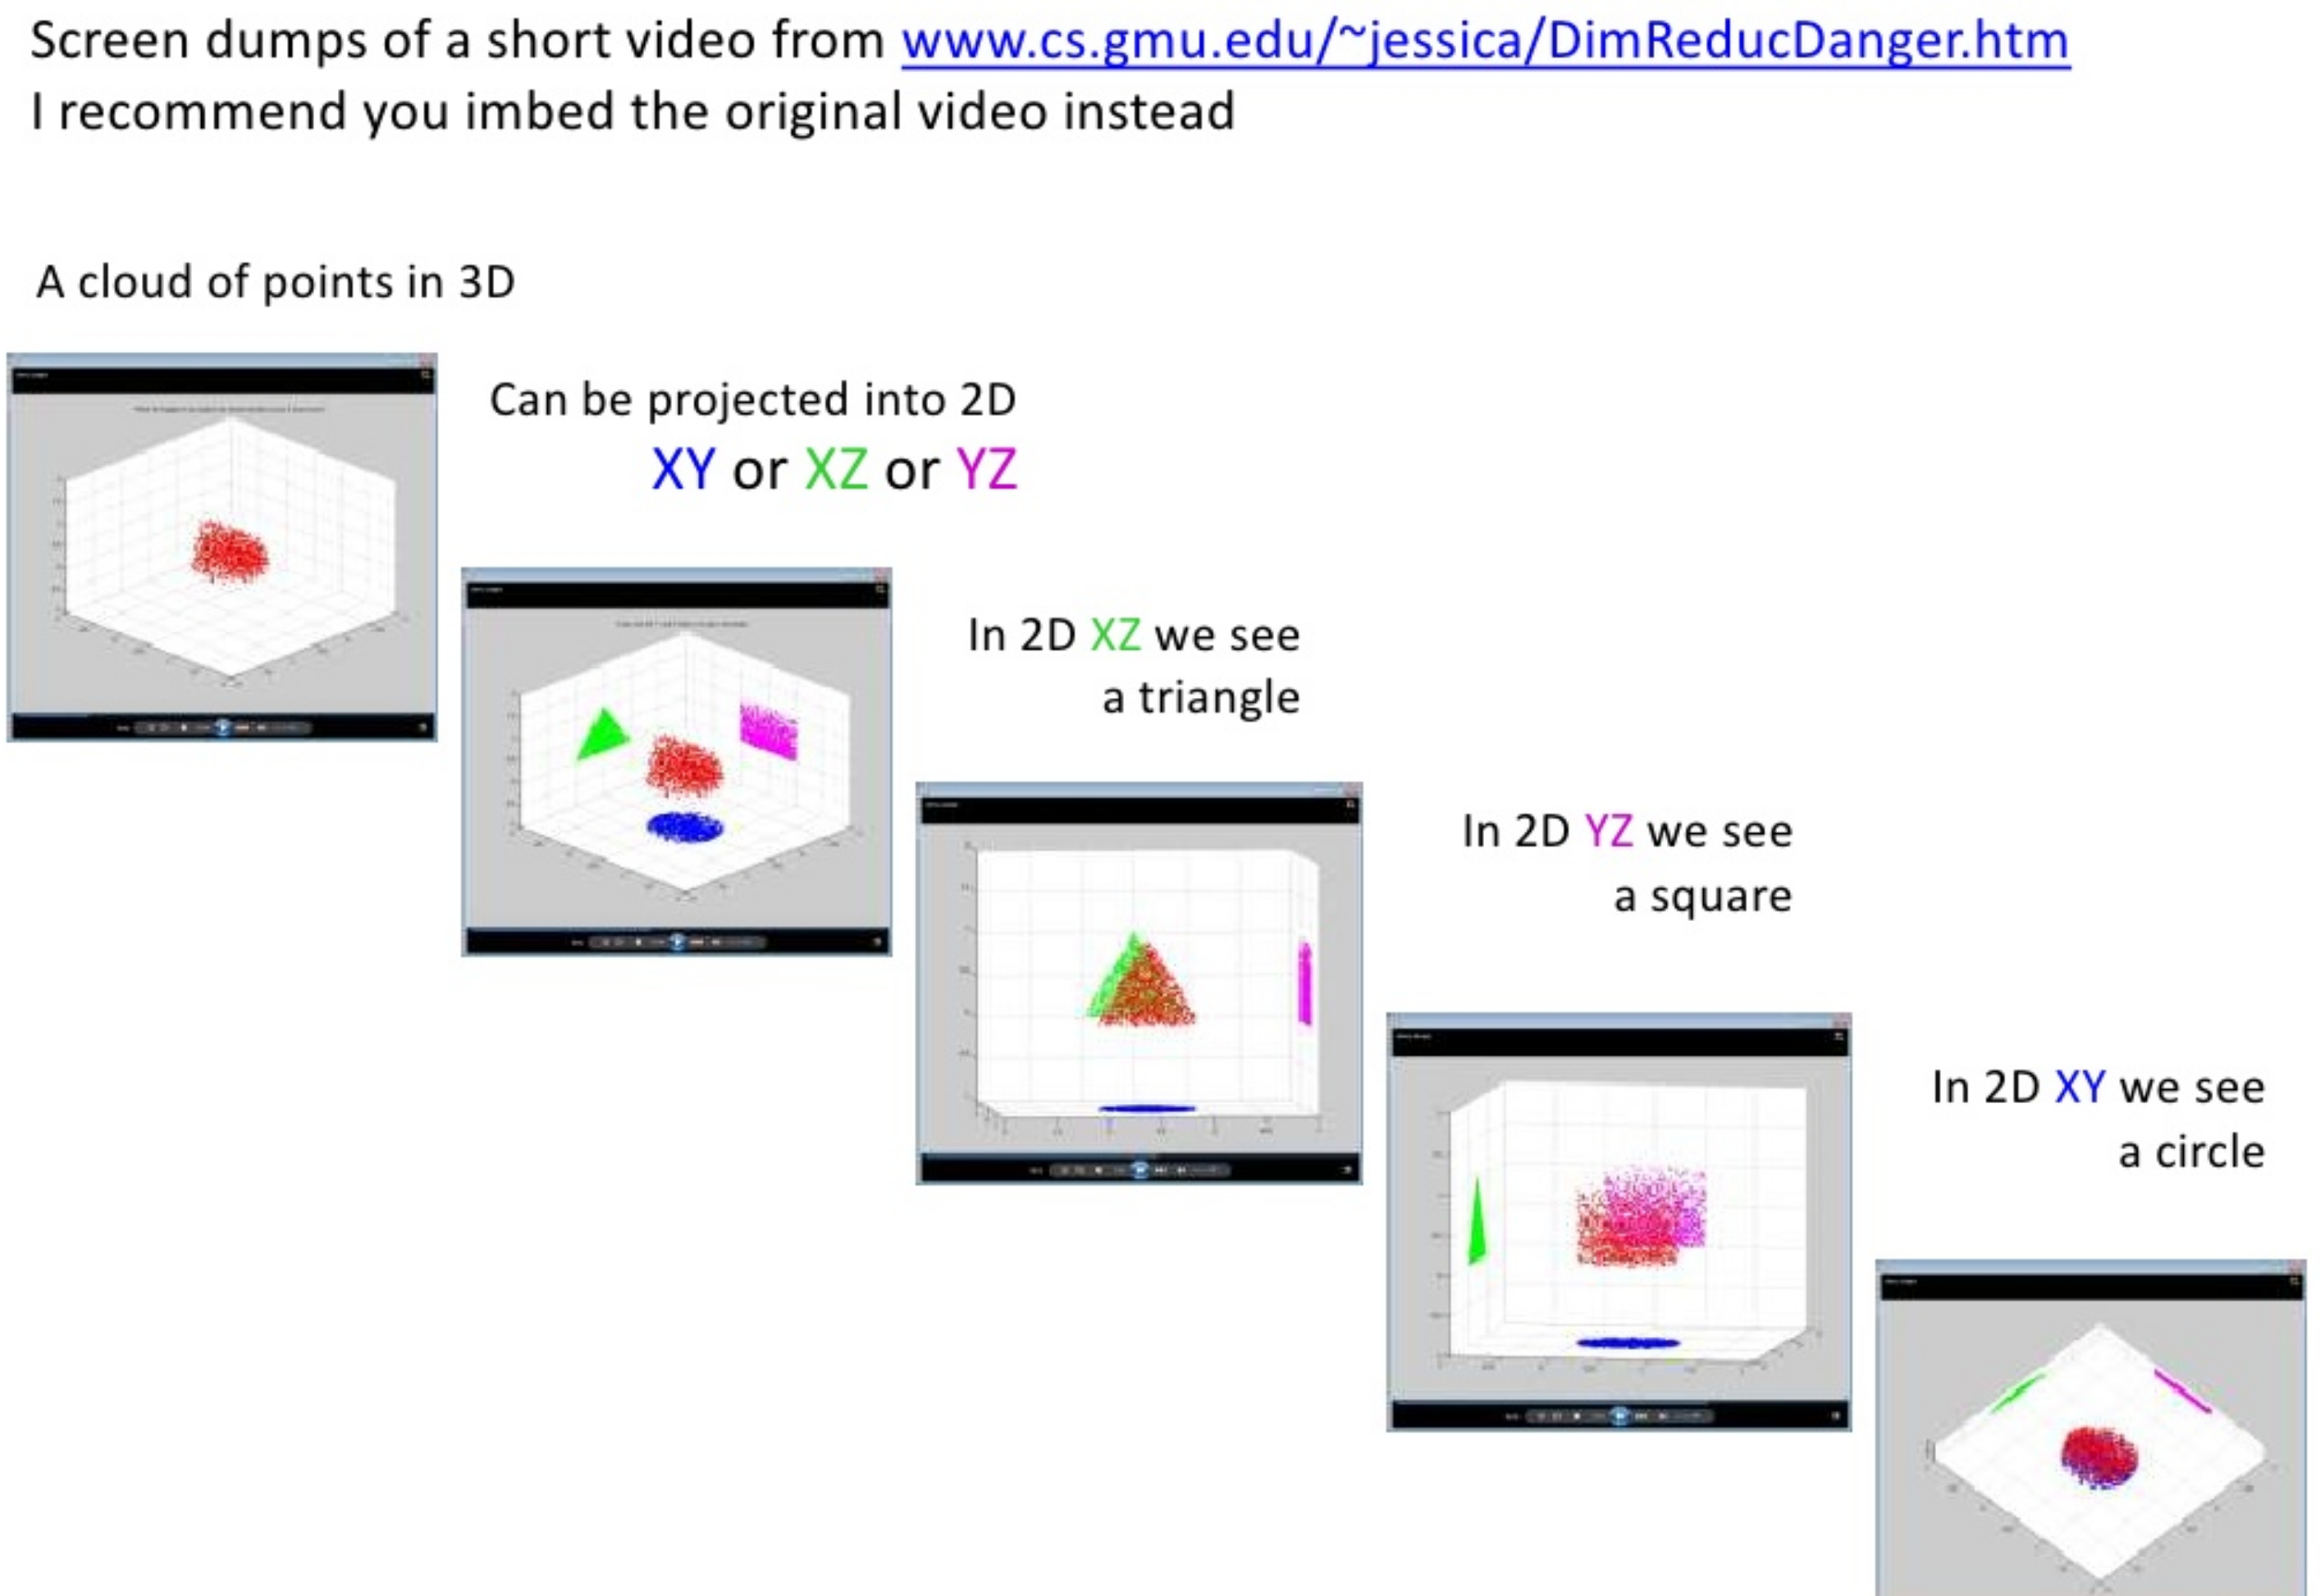 Screen dumps of a short video from www.cs.gmu.edu/~jessica/DimReducDanger.htm
I recommend you imbed the original video instead
A cloud of points in 3D
Can be projected into 2D
XY or XZ or YZ
In 2D XZ we see
a triangle
In 2D YZ we see
a square
In 2D XY we see
a circle